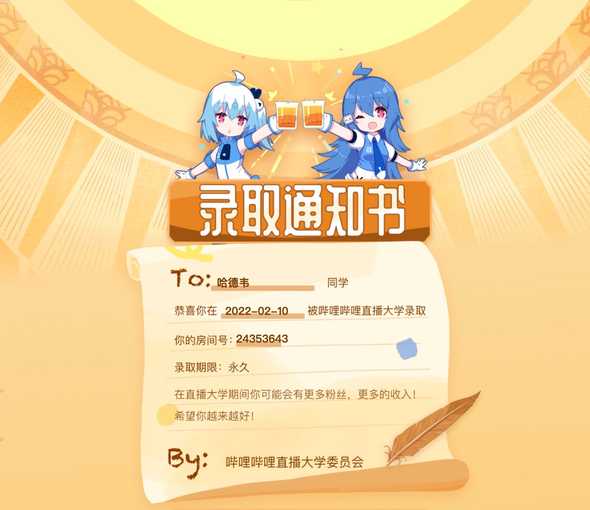 录取通知书
To: 哈德韦 同学
恭喜你在 2022-02-10 被哔哩哔哩直播大学录取
你的房间号: 24353643
录取期限: 永久
在直播大学期间你可能会有更多粉丝，更多的收入！
希望你越来越好！
By: 哔哩哔哩直播大学委员会